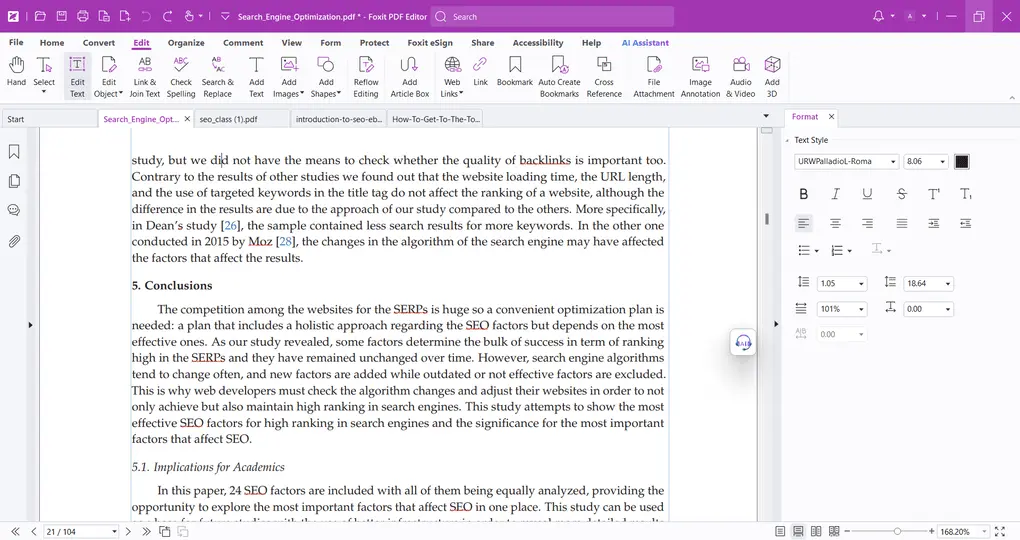 Search_Engine_Optimization.pdf * - Foxit PDF Editor
Search
A
File Home Convert Edit Organize Comment View Form Protect Foxit eSign Share Accessibility Help AI Assistant
Hand
Select
Edit Text
Edit Object
Link & Join Text
Check Spelling
Search & Replace
Add Text
Add Images
Add Shapes
Reflow Editing
Add Article Box
Web Links
Link
Bookmark
Auto Create Bookmarks
Cross Reference
File Attachment
Image Annotation
Audio & Video
Add 3D
Start
Search_Engine_Opt...
seo_class (1).pdf
introduction-to-seo-eb...
How-To-Get-To-The-To...
study, but we did not have the means to check whether the quality of backlinks is important too.
Contrary to the results of other studies we found out that the website loading time, the URL length,
and the use of targeted keywords in the title tag do not affect the ranking of a website, although the
difference in the results are due to the approach of our study compared to the others. More specifically,
in Dean's study [26], the sample contained less search results for more keywords. In the other one
conducted in 2015 by Moz [28], the changes in the algorithm of the search engine may have affected
the factors that affect the results.
5. Conclusions
The competition among the websites for the SERPs is huge so a convenient optimization plan is
needed: a plan that includes a holistic approach regarding the SEO factors but depends on the most
effective ones. As our study revealed, some factors determine the bulk of success in term of ranking
high in the SERPs and they have remained unchanged over time. However, search engine algorithms
tend to change often, and new factors are added while outdated or not effective factors are excluded.
This is why web developers must check the algorithm changes and adjust their websites in order to not
only achieve but also maintain high ranking in search engines. This study attempts to show the most
effective SEO factors for high ranking in search engines and the significance for the most important
factors that affect SEO.
5.1. Implications for Academics
In this paper, 24 SEO factors are included with all of them being equally analyzed, providing the
opportunity to explore the most important factors that affect SEO in one place. This study can be used
Format
Text Style
URWPalladioL-Roma
8.06
1.05
18.64
101%
0.00
0.00
21 / 104
168.20%